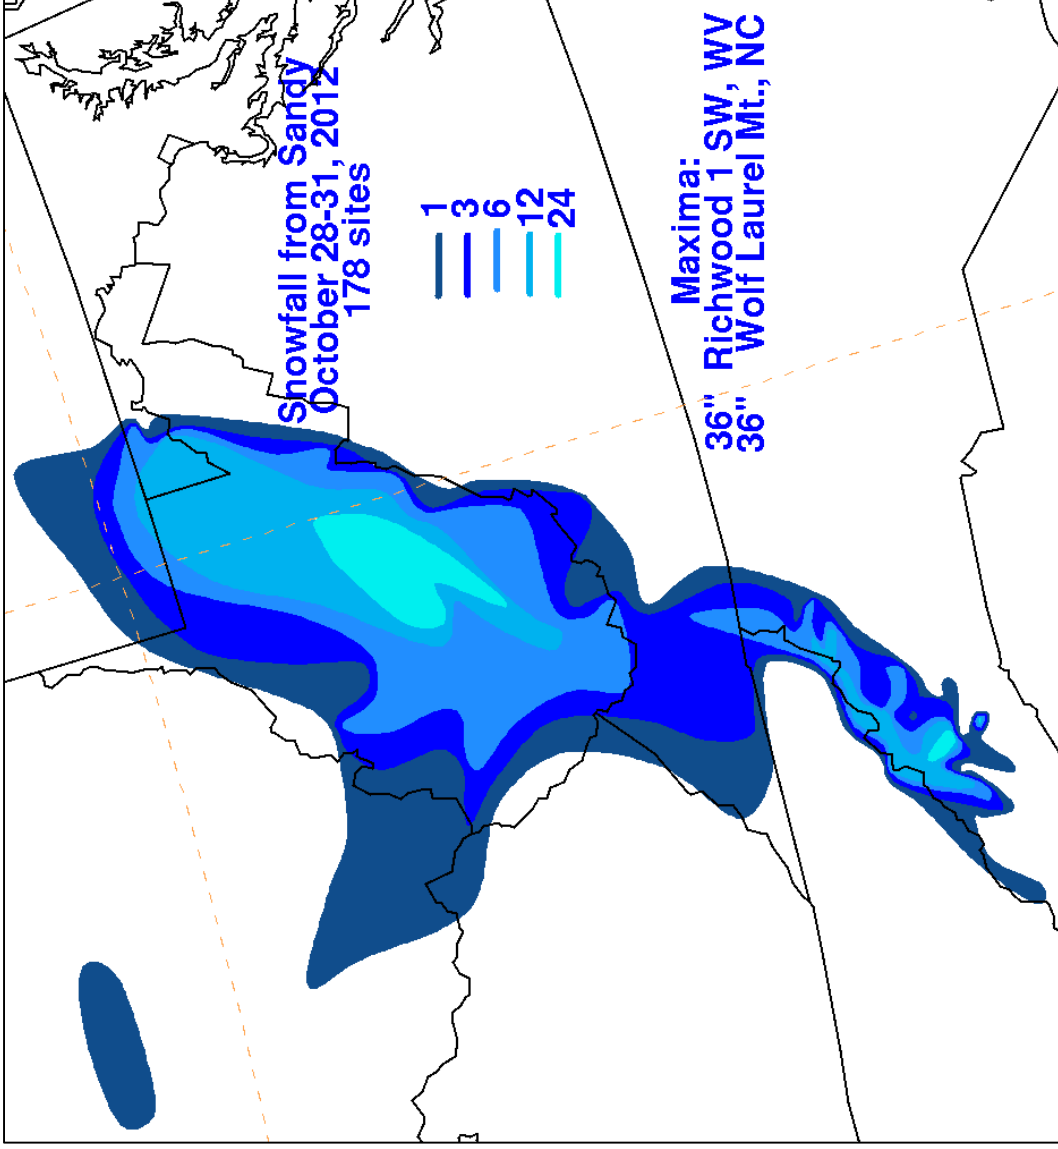 Snowfall from Sandy
October 28-31, 2012
178 sites
1
3
6
12
24
Maxima:
36" Richwood 1 SW, WV
36" Wolf Laurel Mt., NC